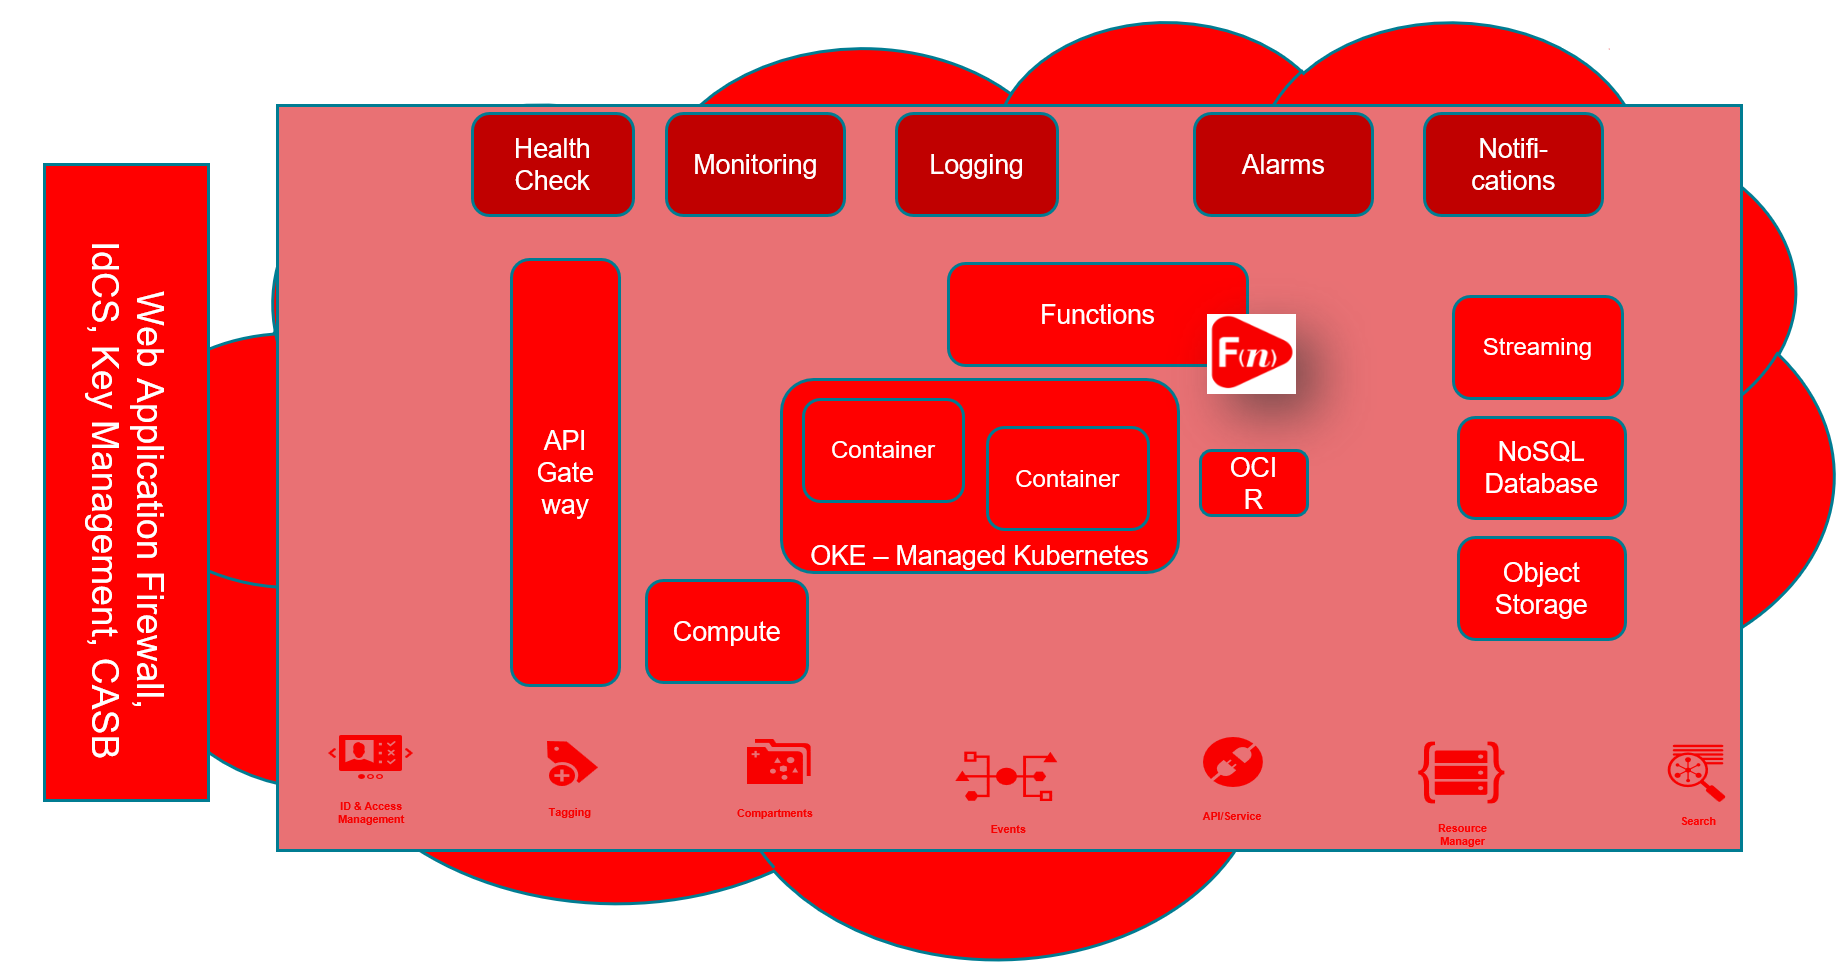 Web Application Firewall,
IdCS, Key Management, CASB
Health
Check
Monitoring
Logging
Alarms
Notifi-
cations
API
Gate
way
Functions
F(n)
Container
Container
OKE – Managed Kubernetes
OCI
R
Compute
Streaming
NoSQL
Database
Object
Storage
ID & Access
Management
Tagging
Compartments
Events
API/Service
Resource
Manager
Search